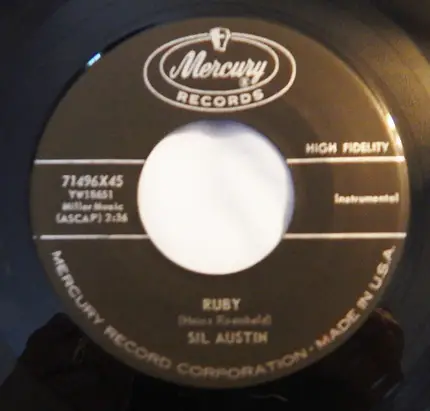 Mercury
RECORDS
HIGH FIDELITY
71496X45
YW18651
Miller Music
(ASCAP) 2:36
Instrumental
RUBY
(Heinz Roemheld)
SIL AUSTIN
MERCURY RECORD CORPORATION • MADE IN U.S.A.